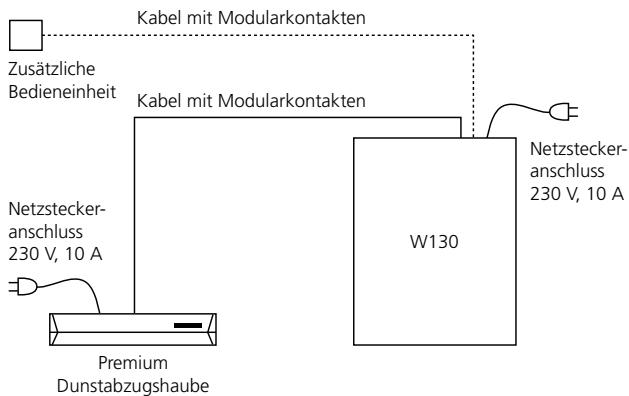 Kabel mit Modularkontakten
Zusätzliche
Bedieneinheit
Kabel mit Modularkontakten
Netzstecker-
anschluss
230 V, 10 A
W130
Netzstecker-
anschluss
230 V, 10 A
Premium
Dunstabzugshaube